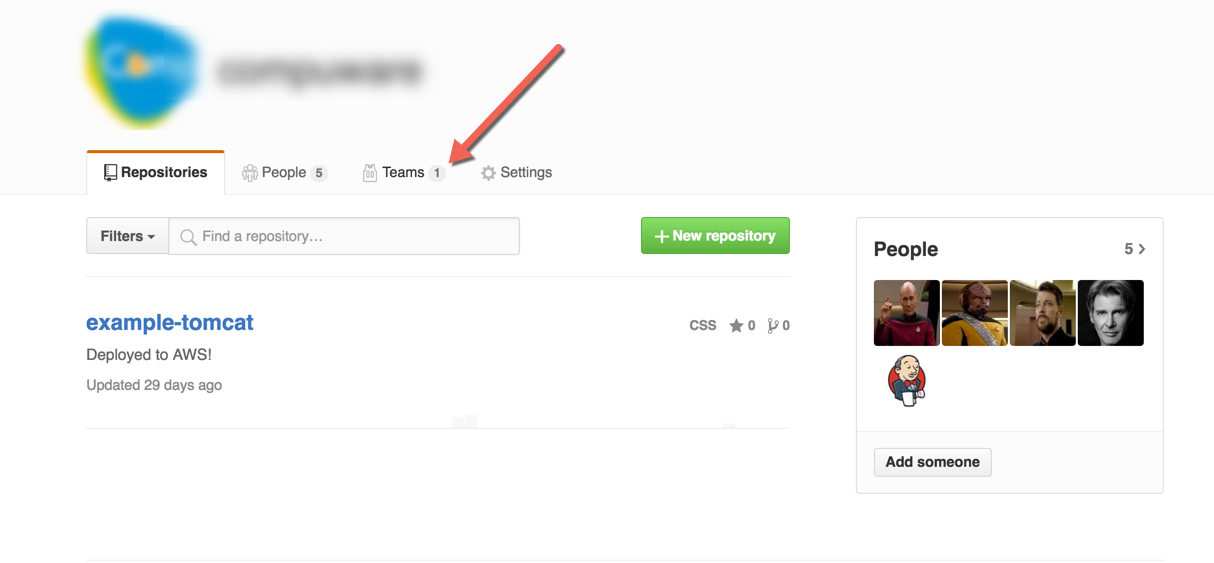 compuware
Repositories People 5 Teams 1 Settings
Filters Find a repository… New repository
People 5
example-tomcat CSS 0 0
Deployed to AWS!
Updated 29 days ago
Add someone